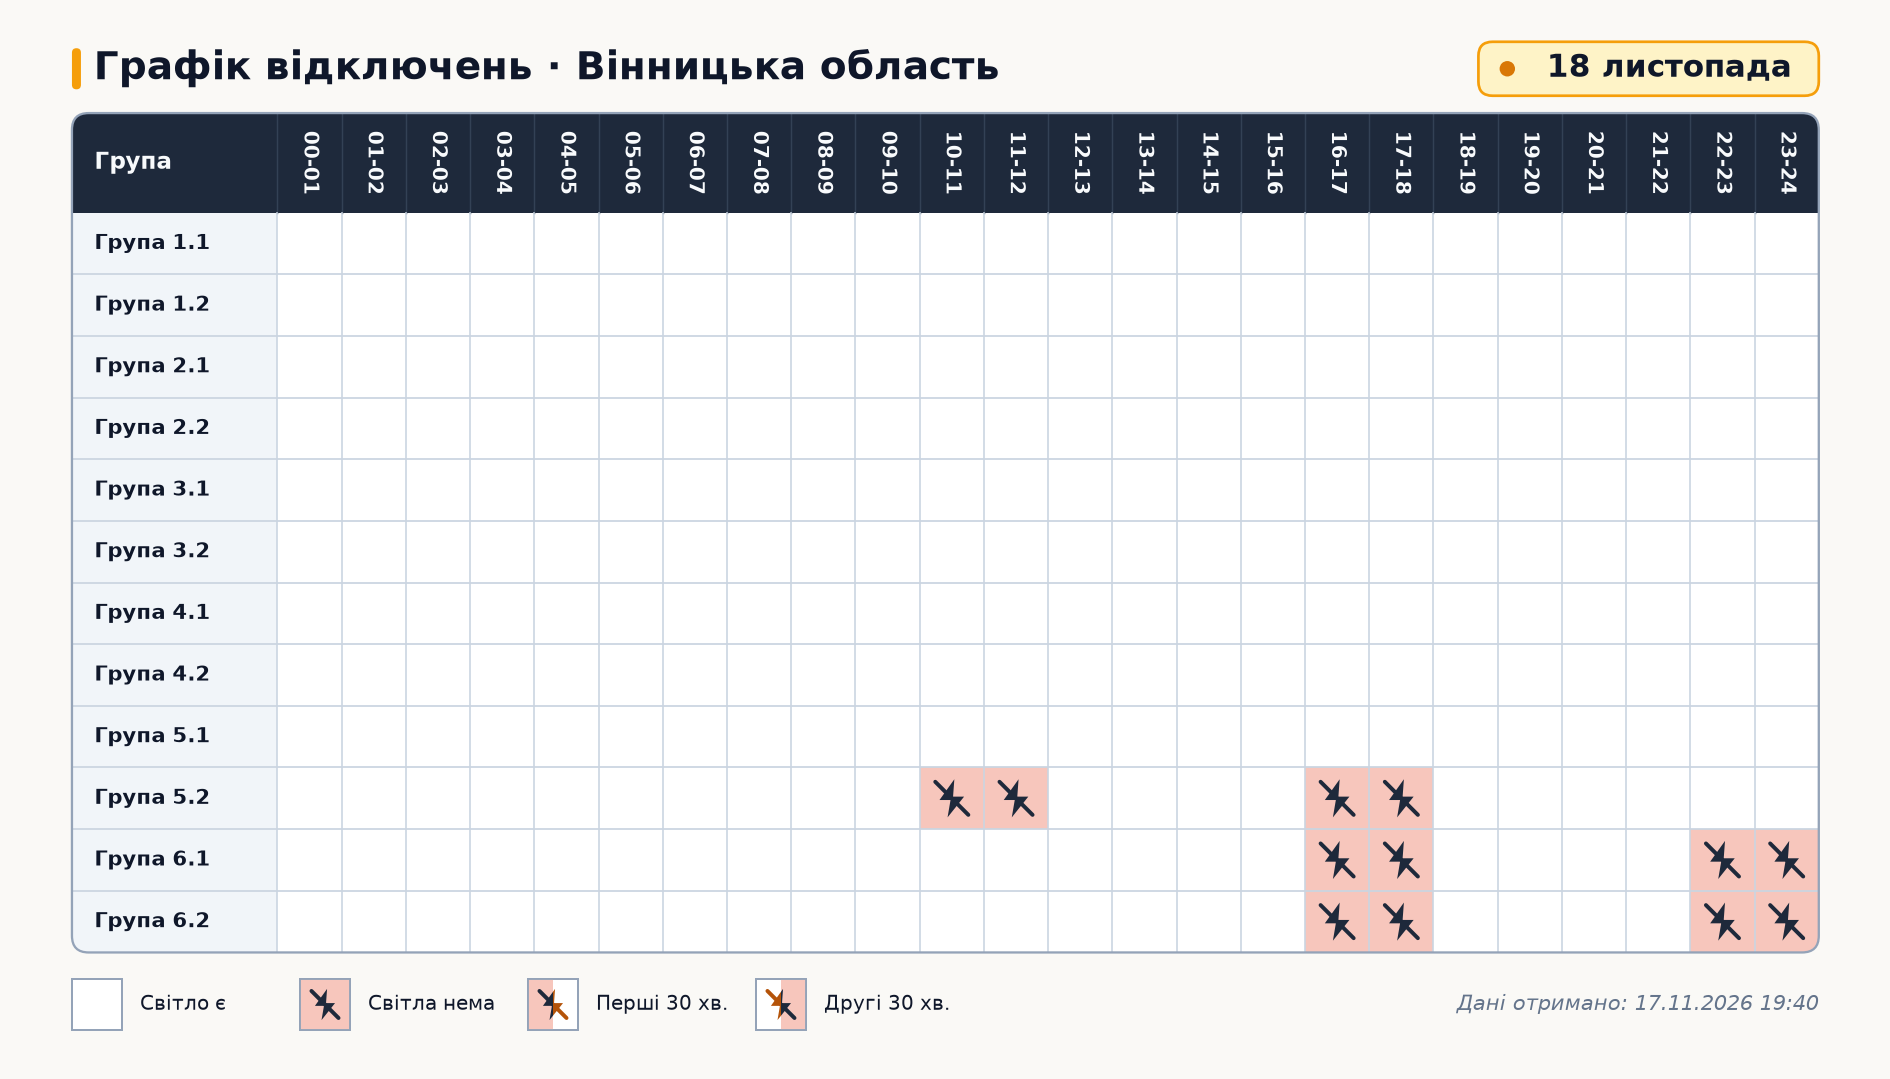 Графік відключень · Вінницька область
18 листопада
Група 00-01 01-02 02-03 03-04 04-05 05-06 06-07 07-08 08-09 09-10 10-11 11-12 12-13 13-14 14-15 15-16 16-17 17-18 18-19 19-20 20-21 21-22 22-23 23-24
Група 1.1
Група 1.2
Група 2.1
Група 2.2
Група 3.1
Група 3.2
Група 4.1
Група 4.2
Група 5.1
Група 5.2
Група 6.1
Група 6.2
Світло є Світла нема Перші 30 хв. Другі 30 хв.
Дані отримано: 17.11.2026 19:40